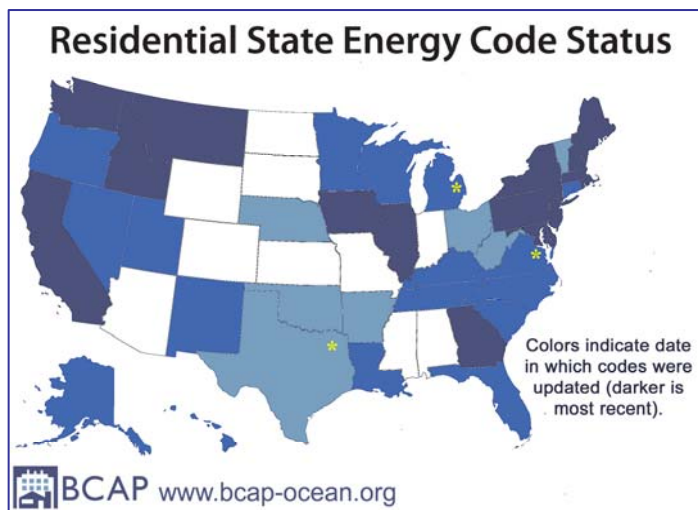 Residential State Energy Code Status
*
*
*
Colors indicate date
in which codes were
updated (darker is
most recent).
BCAP www.bcap-ocean.org